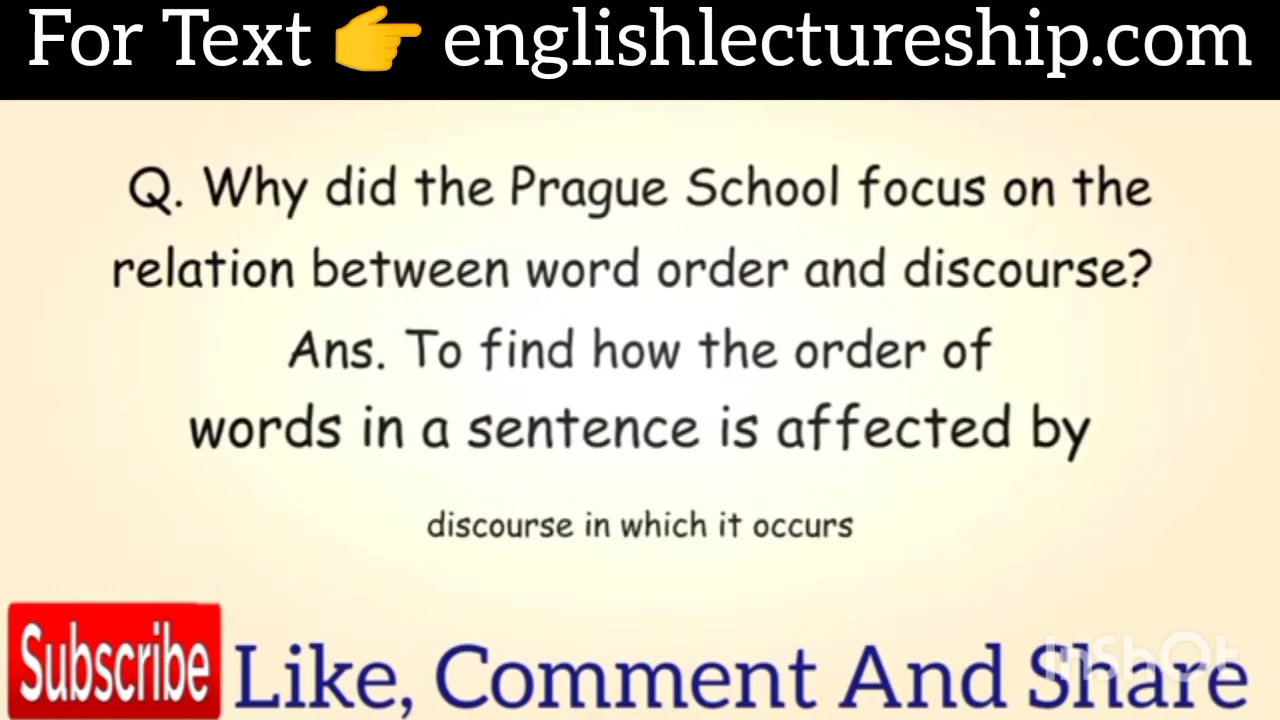 For Text 👉 englishlectureship.com
Q. Why did the Prague School focus on the
relation between word order and discourse?
Ans. To find how the order of
words in a sentence is affected by
discourse in which it occurs
Subscribe Like, Comment And Share
InShOt